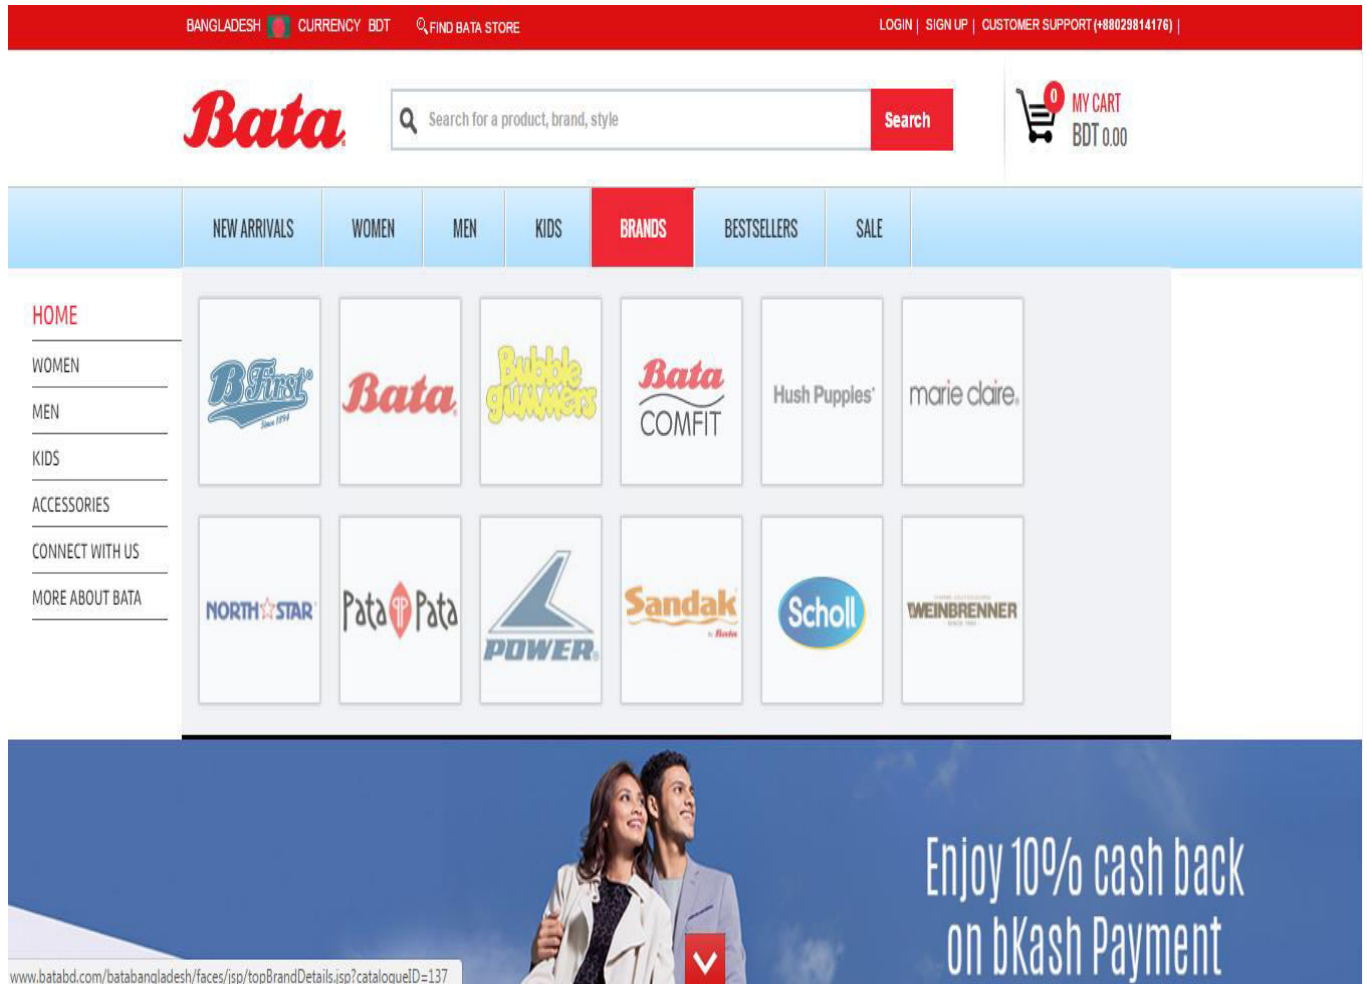 BANGLADESH CURRENCY BDT FIND BATA STORE LOGIN | SIGN UP | CUSTOMER SUPPORT (+88029814176) |
Bata
Search for a product, brand, style
Search
0
MY CART
BDT 0.00
NEW ARRIVALS WOMEN MEN KIDS BRANDS BESTSELLERS SALE
HOME
WOMEN
MEN
KIDS
ACCESSORIES
CONNECT WITH US
MORE ABOUT BATA
B First
Since 1894
Bata
Bubble
gummers
Bata
COMFIT
Hush Puppies
marie claire
NORTH STAR
Pata PP Pata
POWER
Sandak
by Bata
Scholl
WEINBRENNER
Enjoy 10% cash back
on bKash Payment
www.batabd.com/batabangladesh/faces/jsp/topBrandDetails.jsp?catalogueID=137